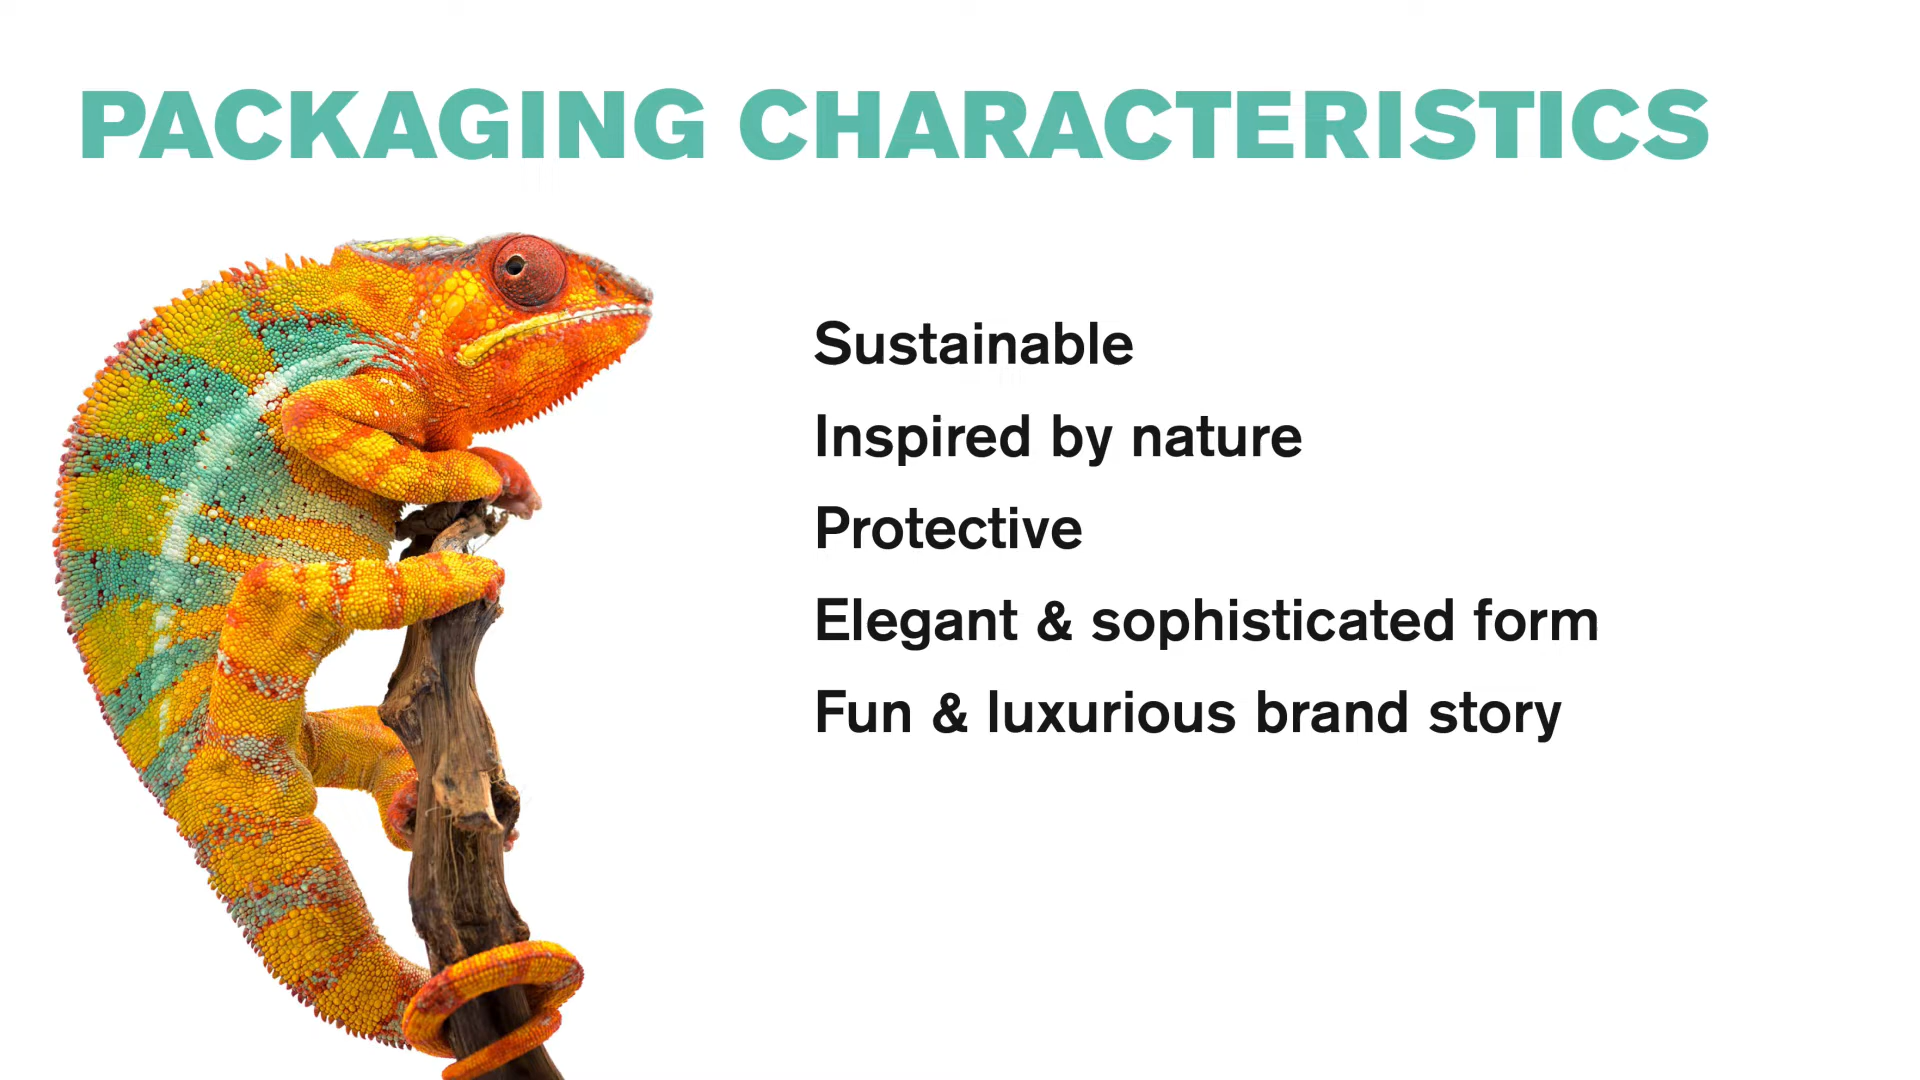 PACKAGING CHARACTERISTICS
Sustainable
Inspired by nature
Protective
Elegant & sophisticated form
Fun & luxurious brand story